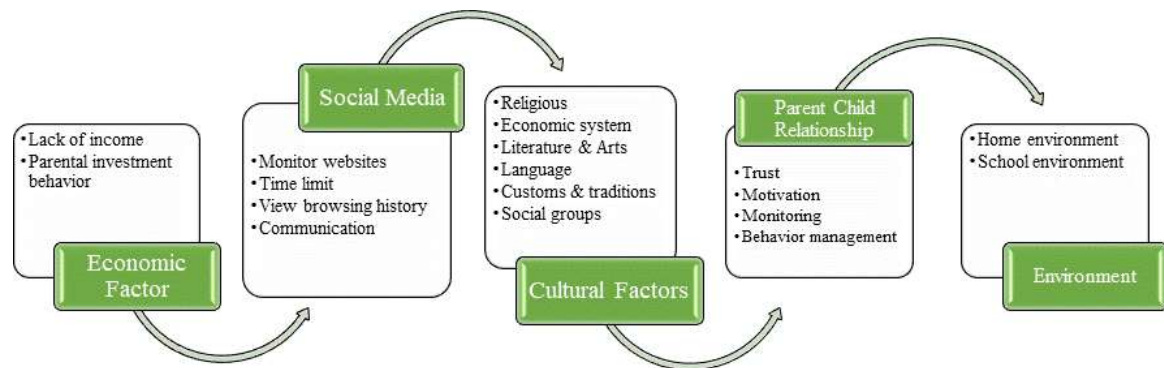 • Lack of income
• Parental investment
behavior
Economic
Factor
Social Media
• Monitor websites
• Time limit
• View browsing history
• Communication
• Religious
• Economic system
• Literature & Arts
• Language
• Customs & traditions
• Social groups
Cultural Factors
Parent Child
Relationship
• Trust
• Motivation
• Monitoring
• Behavior management
• Home environment
• School environment
Environment